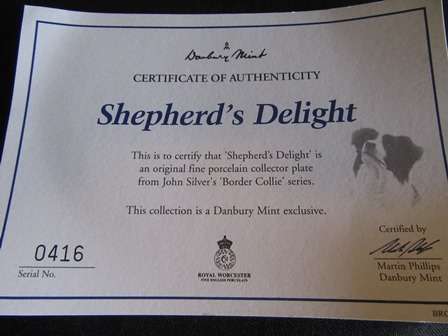 Danbury Mint
CERTIFICATE OF AUTHENTICITY
Shepherd's Delight
This is to certify that 'Shepherd's Delight' is
an original fine porcelain collector plate
from John Silver's 'Border Collie' series.
This collection is a Danbury Mint exclusive.
0416
Serial No.
ROYAL WORCESTER
FINE ENGLISH PORCELAIN
Certified by
Martin Phillips
Danbury Mint